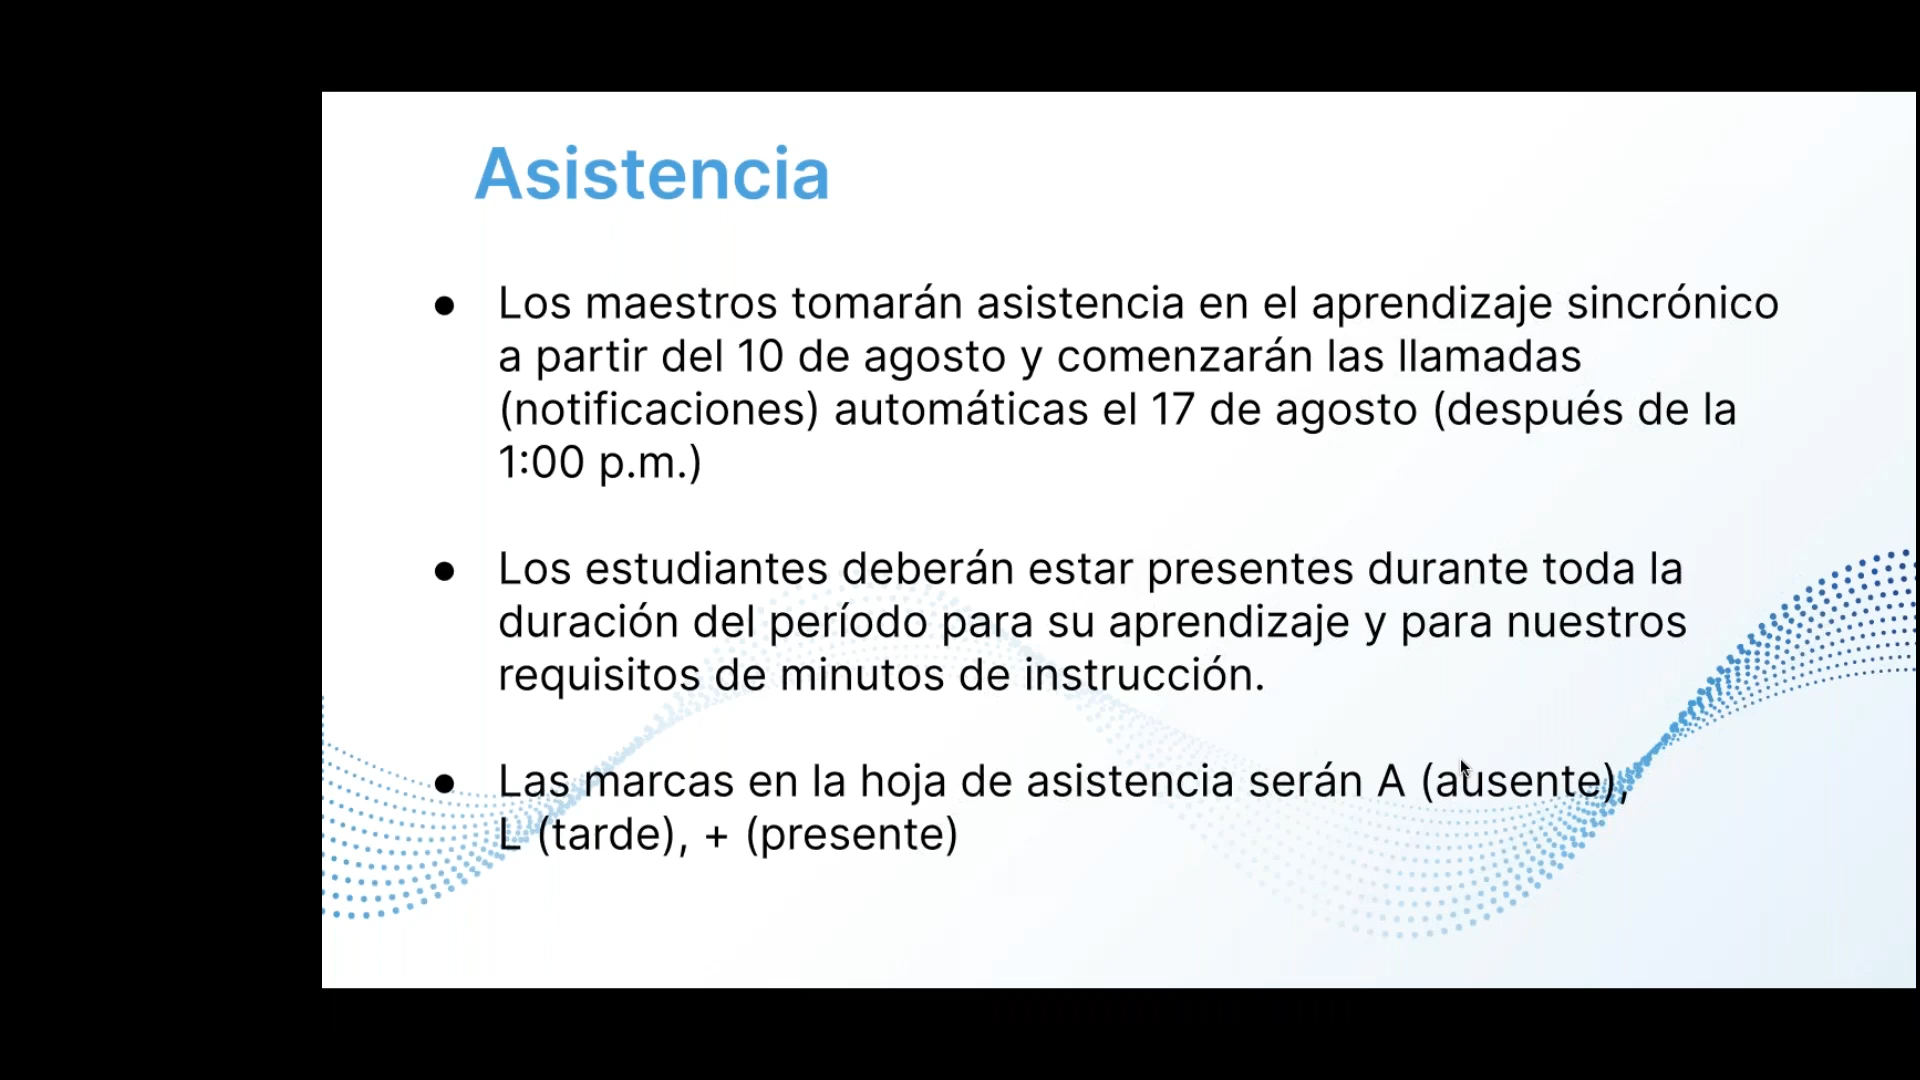 Asistencia
● Los maestros tomarán asistencia en el aprendizaje sincrónico
a partir del 10 de agosto y comenzarán las llamadas
(notificaciones) automáticas el 17 de agosto (después de la
1:00 p.m.)
● Los estudiantes deberán estar presentes durante toda la
duración del período para su aprendizaje y para nuestros
requisitos de minutos de instrucción.
● Las marcas en la hoja de asistencia serán A (ausente),
L (tarde), + (presente)